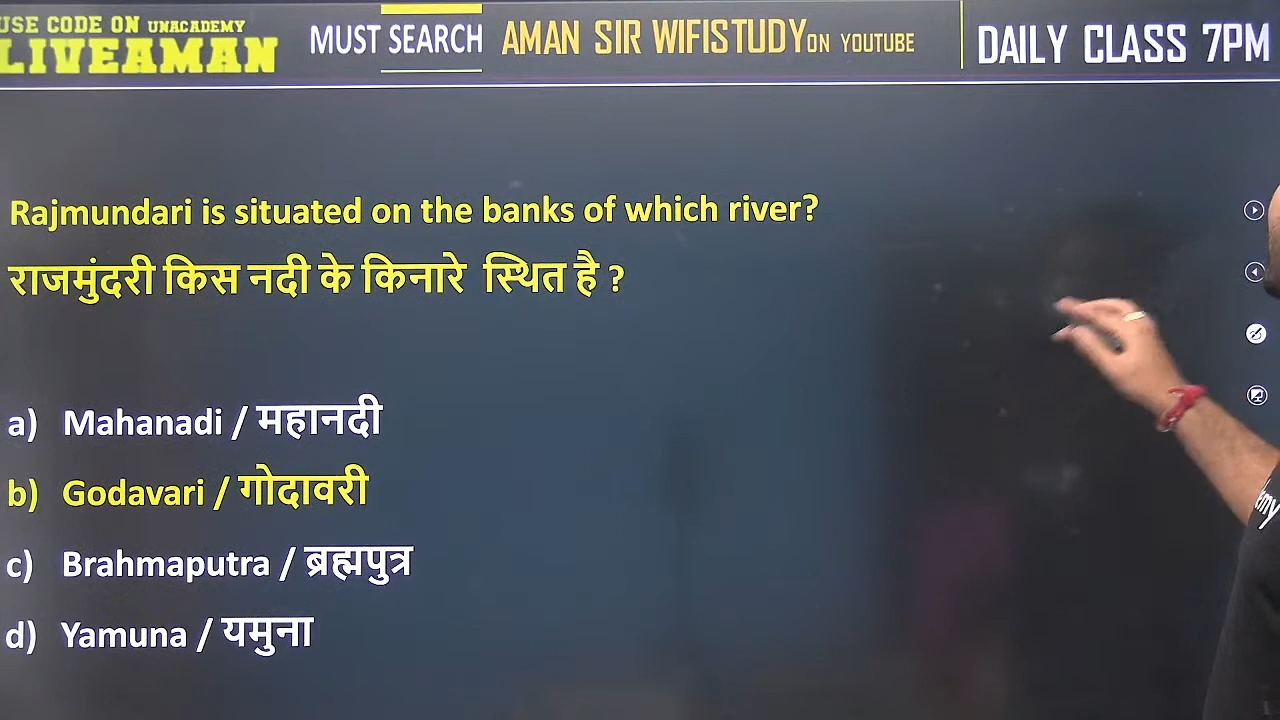 USE CODE ON UNACADEMY
LIVEAMAN
MUST SEARCH AMAN SIR WIFISTUDY ON YOUTUBE
DAILY CLASS 7PM
Rajmundari is situated on the banks of which river?
राजमुंदरी किस नदी के किनारे स्थित है ?
a) Mahanadi / महानदी
b) Godavari / गोदावरी
c) Brahmaputra / ब्रह्मपुत्र
d) Yamuna / यमुना